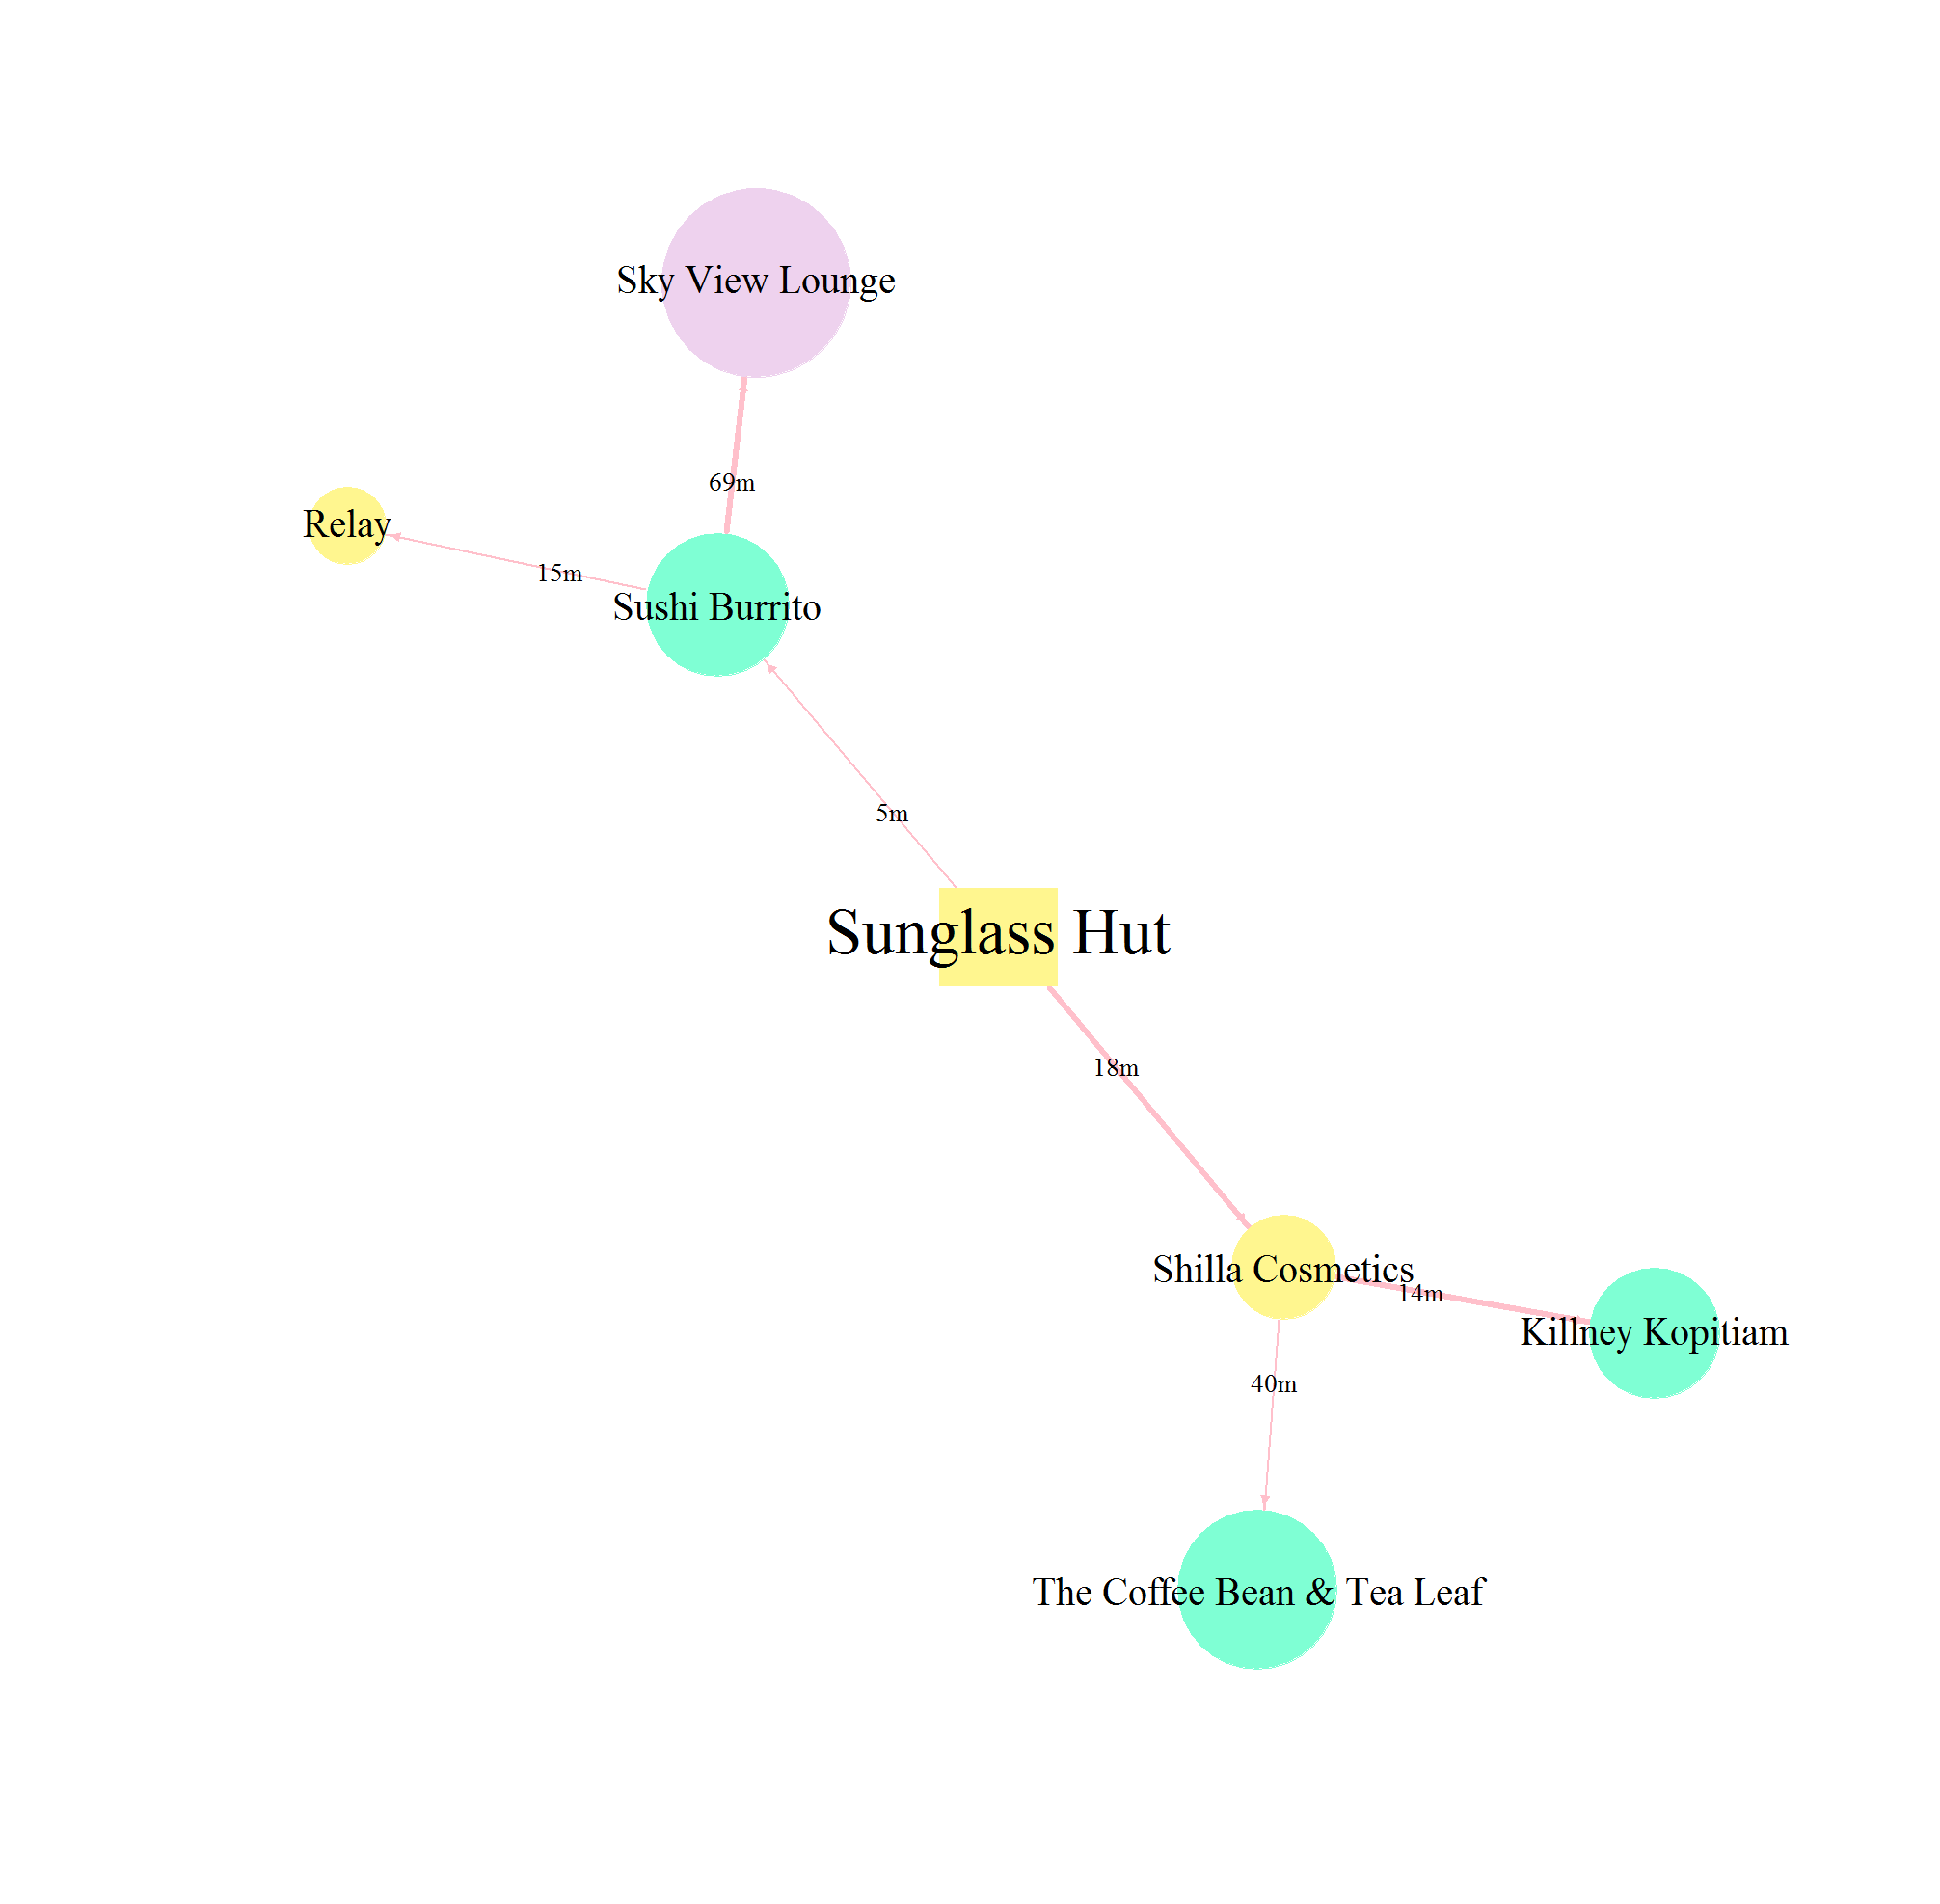 Sky View Lounge
69m
Relay
15m
Sushi Burrito
5m
Sunglass Hut
18m
Shilla Cosmetics
14m
Killney Kopitiam
40m
The Coffee Bean & Tea Leaf